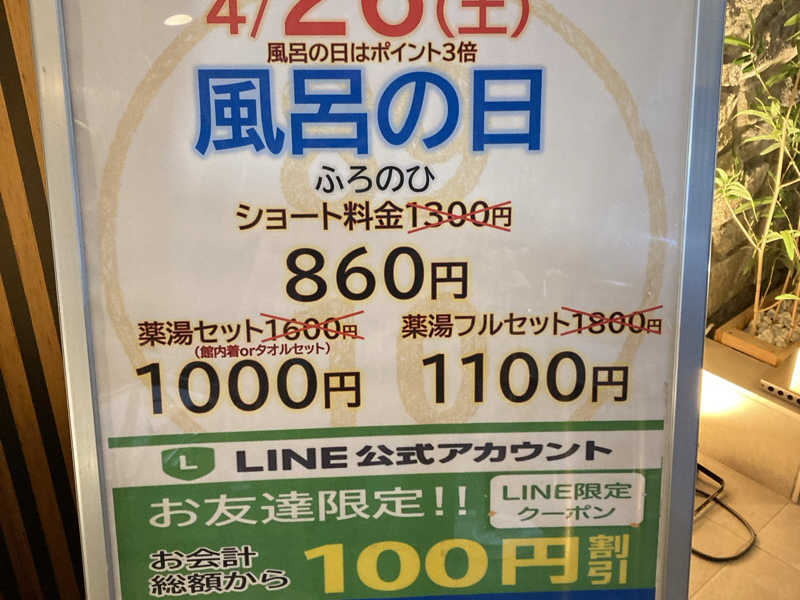 4/26(土)
風呂の日はポイント3倍
風呂の日
ふろのひ
ショート料金1300円
860円
薬湯セット1600円 薬湯フルセット1800円
(館内着orタオルセット)
1000円 1100円
L LINE公式アカウント
お友達限定!! LINE限定
クーポン
お会計
総額から 100円 割引